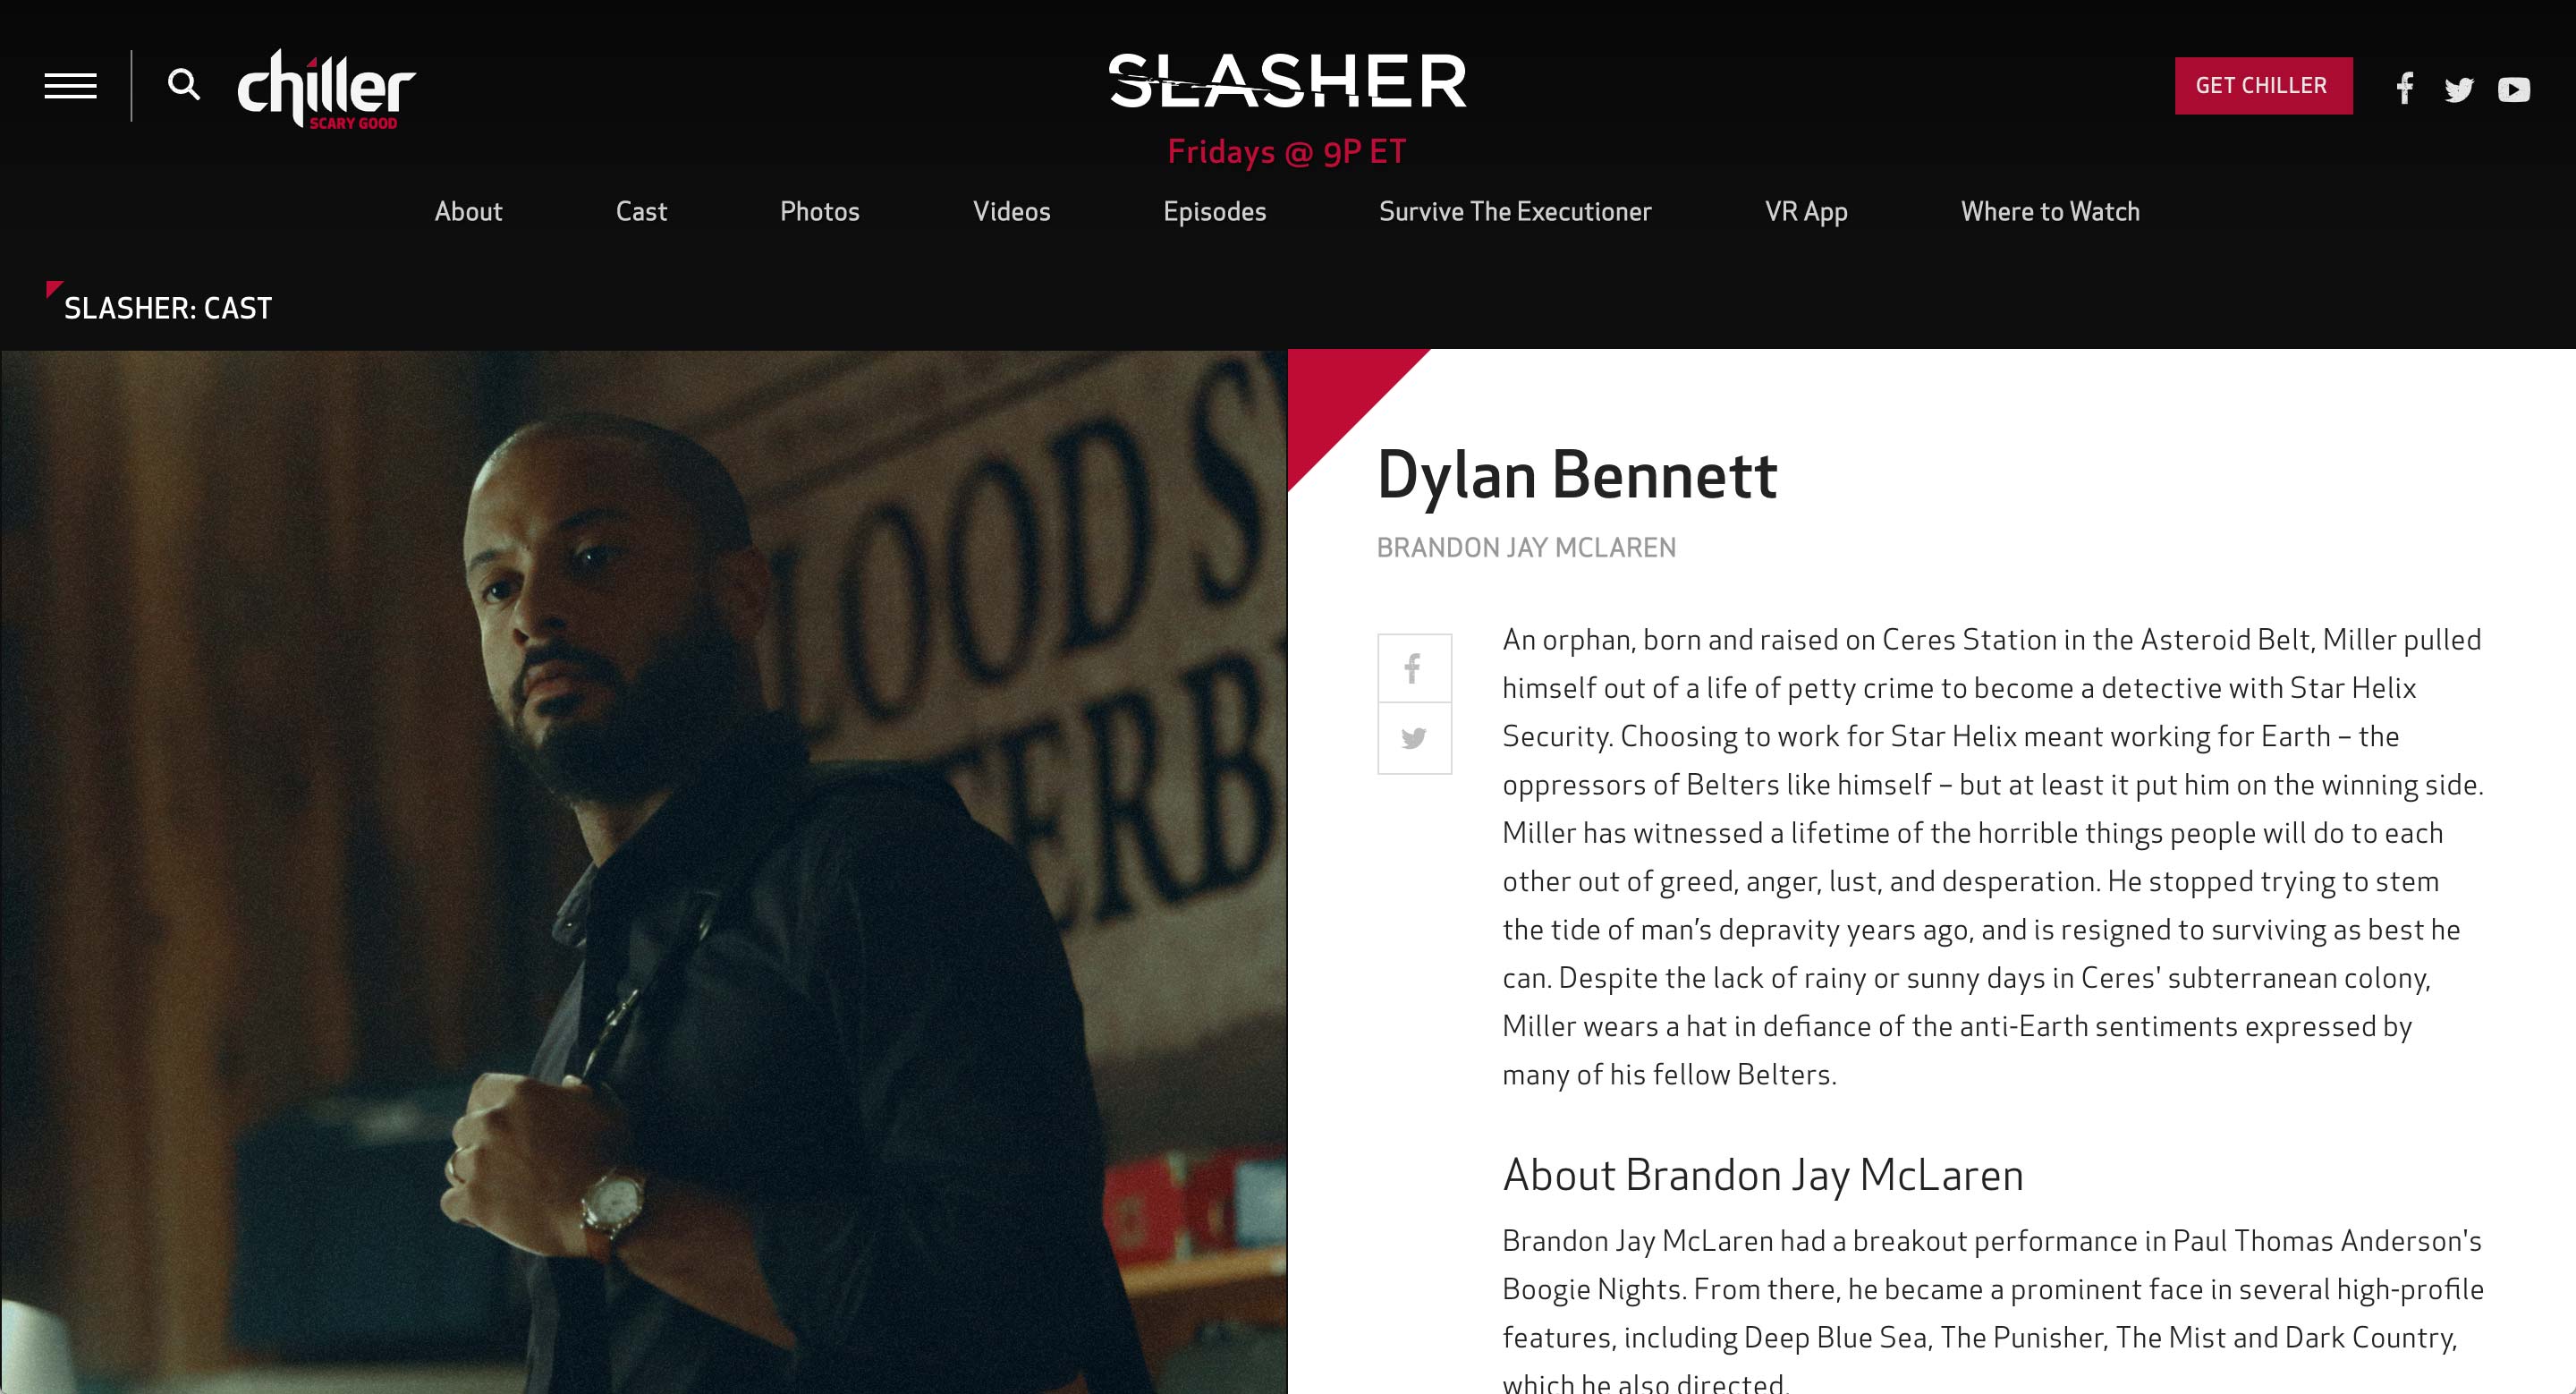 chiller
SCARY GOOD
SLASHER
Fridays @ 9P ET
GET CHILLER
About
Cast
Photos
Videos
Episodes
Survive The Executioner
VR App
Where to Watch
SLASHER: CAST
LOOD S
ERB
Dylan Bennett
BRANDON JAY MCLAREN
An orphan, born and raised on Ceres Station in the Asteroid Belt, Miller pulled
himself out of a life of petty crime to become a detective with Star Helix
Security. Choosing to work for Star Helix meant working for Earth – the
oppressors of Belters like himself – but at least it put him on the winning side.
Miller has witnessed a lifetime of the horrible things people will do to each
other out of greed, anger, lust, and desperation. He stopped trying to stem
the tide of man’s depravity years ago, and is resigned to surviving as best he
can. Despite the lack of rainy or sunny days in Ceres' subterranean colony,
Miller wears a hat in defiance of the anti-Earth sentiments expressed by
many of his fellow Belters.
About Brandon Jay McLaren
Brandon Jay McLaren had a breakout performance in Paul Thomas Anderson's
Boogie Nights. From there, he became a prominent face in several high-profile
features, including Deep Blue Sea, The Punisher, The Mist and Dark Country,
which he also directed.